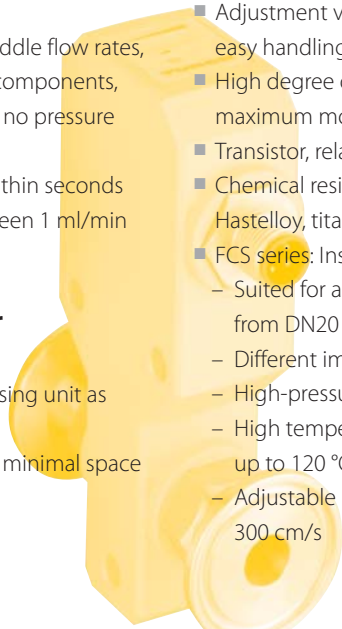 ddle flow rates,
components,
no pressure
thin seconds
een 1 ml/min
sing unit as
minimal space
Adjustment v
easy handling
High degree o
maximum mo
Transistor, rela
Chemical resi
Hastelloy, tita
FCS series: Ins
– Suited for a
from DN20
– Different im
– High-pressu
– High tempe
up to 120 °C
– Adjustable
300 cm/s